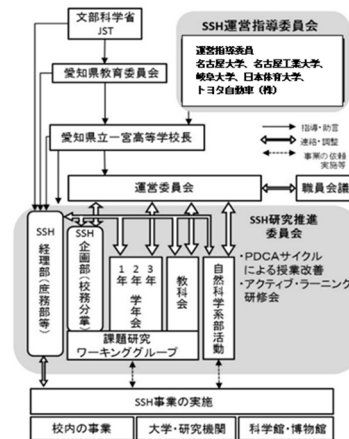 文部科学省
JST
SSH運営指導委員会
運営指導委員
名古屋大学、名古屋工業大学、
岐阜大学、日本体育大学、
トヨタ自動車（株）
愛知県教育委員会
愛知県立一宮高等学校長
指導・助言
連絡・調整
事業の依頼
実施等
運営委員会
職員会議
SSH研究推進
委員会
・PDCAサイクル
による授業改善
・アクティブ・ラーニング
研修会
SSH
経理部(庶務部等)
SSH
企画部(校務分掌)
1年 2年 3年
学年会
教科会
自然科学系部活動
課題研究
ワーキンググループ
SSH事業の実施
校内の事業
大学・研究機関
科学館・博物館